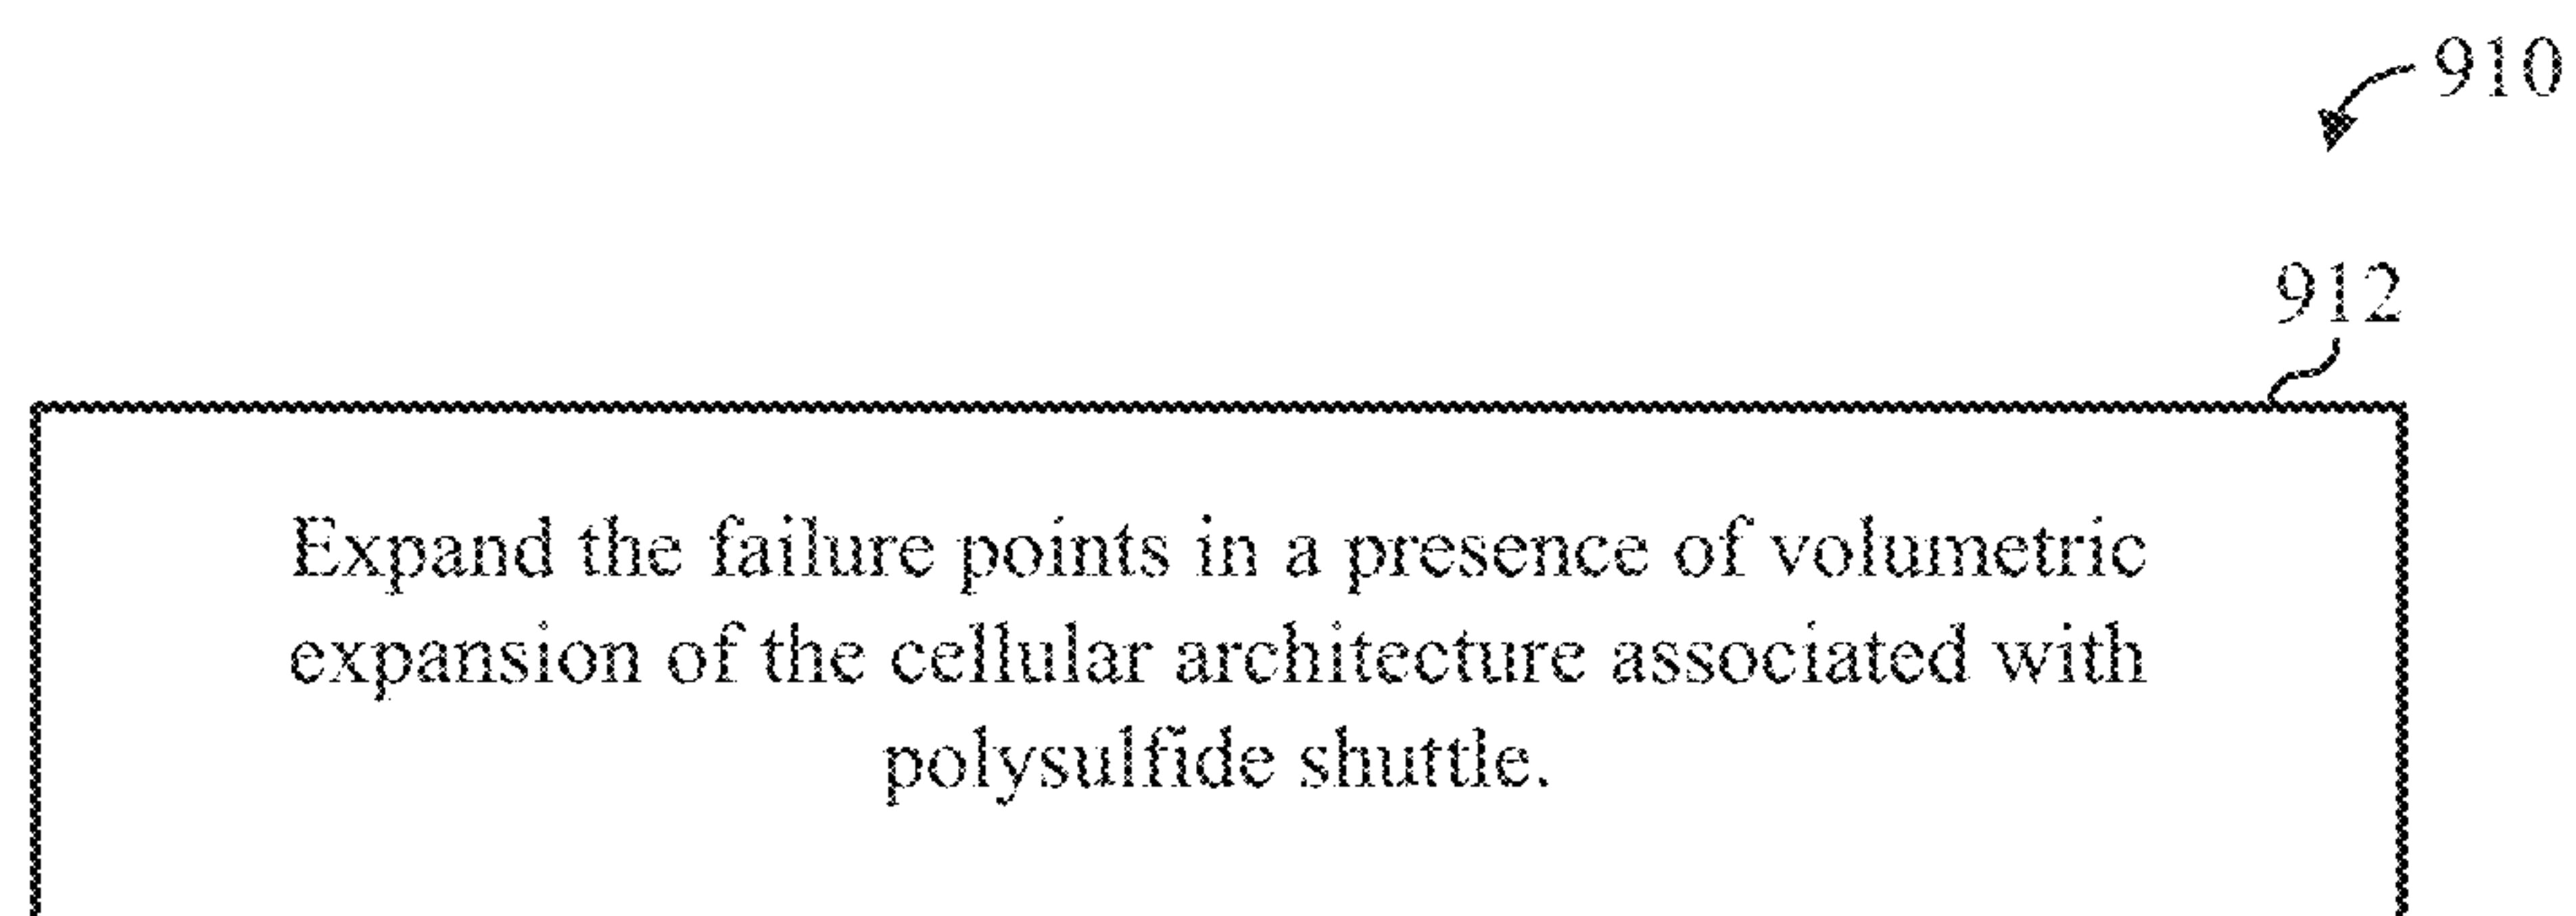 910
912
Expand the failure points in a presence of volumetric
expansion of the cellular architecture associated with
polysulfide shuttle.